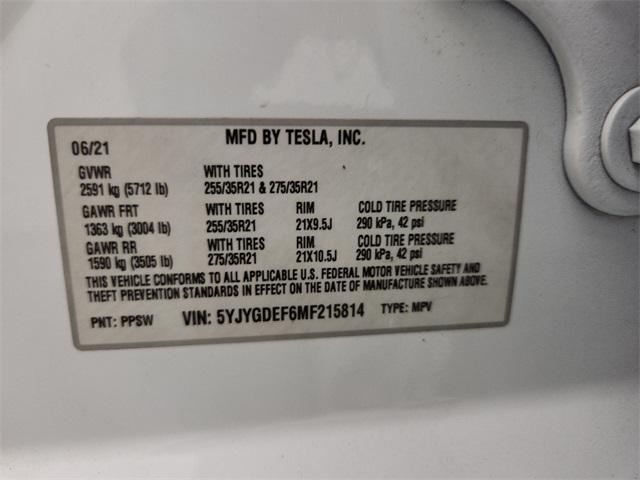 06/21 MFD BY TESLA, INC.
GVWR WITH TIRES
2591 kg (5712 lb) 255/35R21 & 275/35R21
GAWR FRT WITH TIRES RIM COLD TIRE PRESSURE
1363 kg (3004 lb) 255/35R21 21X9.5J 290 kPa, 42 psi
GAWR RR WITH TIRES RIM COLD TIRE PRESSURE
1590 kg (3505 lb) 275/35R21 21X10.5J 290 kPa, 42 psi
THIS VEHICLE CONFORMS TO ALL APPLICABLE U.S. FEDERAL MOTOR VEHICLE SAFETY AND
THEFT PREVENTION STANDARDS IN EFFECT ON THE DATE OF MANUFACTURE SHOWN ABOVE.
PNT: PPSW VIN: 5YJYGDEF6MF215814 TYPE: MPV